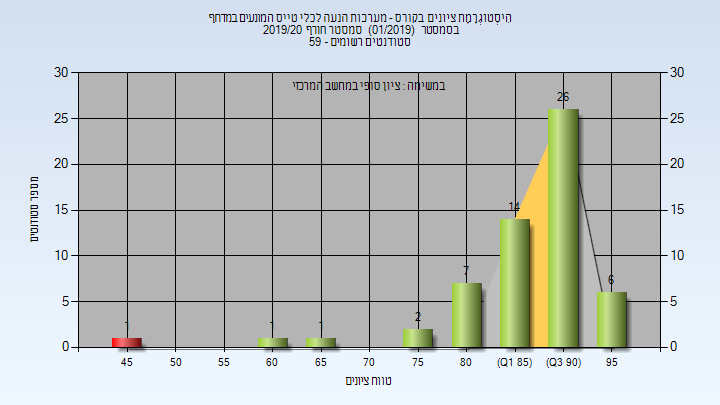 היסטוגרמת ציונים בקורס - מערכות הנעה לכלי טייס המונעים במדחף
בסמסטר (01/2019) סמסטר חורף 2019/20
סטודנטים רשומים - 59
במשימה : ציון סופי במחשב המרכזי
30 30
26
25 25
20 20
15 15
14
10 10
7
6
5 5
2
1 1 1
0 0
45 50 55 60 65 70 75 80 (Q1 85) (Q3 90) 95
מספר סטודנטים
טווח ציונים